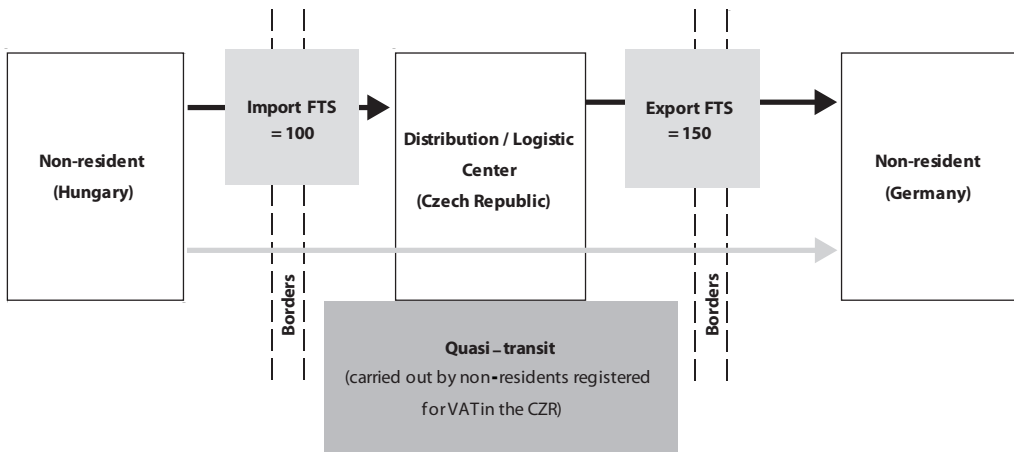 Non-resident
(Hungary)
Import FTS
= 100
Distribution / Logistic
Center
(Czech Republic)
Export FTS
= 150
Non-resident
(Germany)
Borders
Borders
Quasi-transit
(carried out by non-residents registered
for VAT in the CZR)